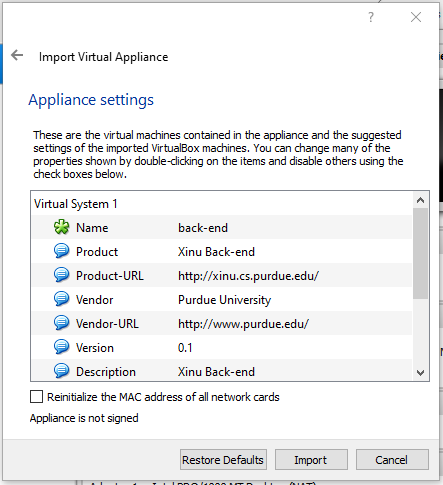 ?
Import Virtual Appliance
Appliance settings
These are the virtual machines contained in the appliance and the suggested
settings of the imported VirtualBox machines. You can change many of the
properties shown by double-clicking on the items and disable others using the
check boxes below.
Virtual System 1
Name back-end
Product Xinu Back-end
Product-URL http://xinu.cs.purdue.edu/
Vendor Purdue University
Vendor-URL http://www.purdue.edu/
Version 0.1
Description Xinu Back-end
Reinitialize the MAC address of all network cards
Appliance is not signed
Restore Defaults Import Cancel